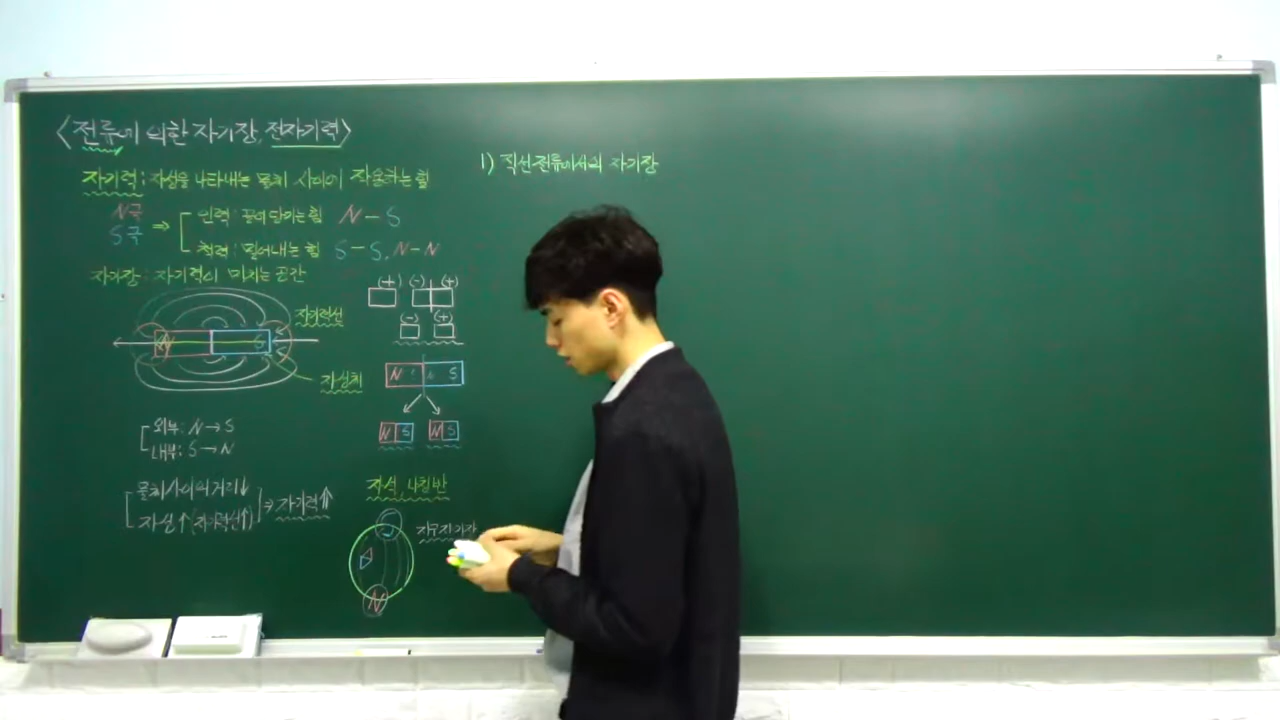 <전류에 의한 자기장, 전자기력>
자기력 : 자성을 나타내는 물체 사이에 작용하는 힘
N극
S극
⇒
인력 : 끌어당기는 힘 N - S
척력 : 밀어내는 힘 S - S, N - N
자기장 : 자기력이 미치는 공간
자기력선
N S
자성체
외부 : N → S
내부 : S → N
물체 사이의 거리↓
자성↑ (자기력선↑)
⇒ 자기력↑
(+) (-) (+)
(-) (+)
N S
N S N S
자석, 나침반
지구자기장
S
N
1) 직선전류에서의 자기장